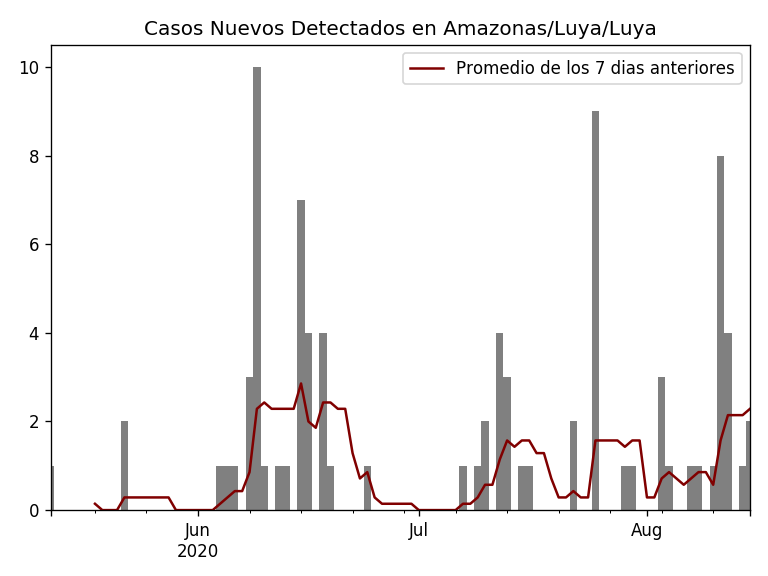 Casos Nuevos Detectados en Amazonas/Luya/Luya
Promedio de los 7 dias anteriores
10
8
6
4
2
0
Jun
2020
Jul
Aug